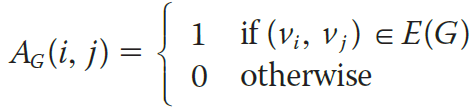 A_G(i, j) = { 1 if (v_i, v_j) ∈ E(G)
0 otherwise